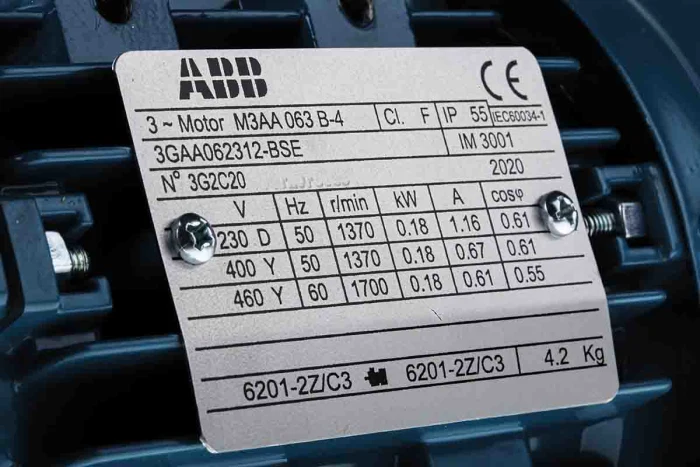 ABB CE
3 ~ Motor M3AA 063 B-4 Cl. F IP 55 IEC60034-1
3GAA062312-BSE IM 3001
Nº 3G2C20 2020
V Hz r/min kW A cosφ
230 D 50 1370 0.18 1.16 0.61
400 Y 50 1370 0.18 0.67 0.61
460 Y 60 1700 0.18 0.61 0.55
6201-2Z/C3 6201-2Z/C3 4.2 Kg